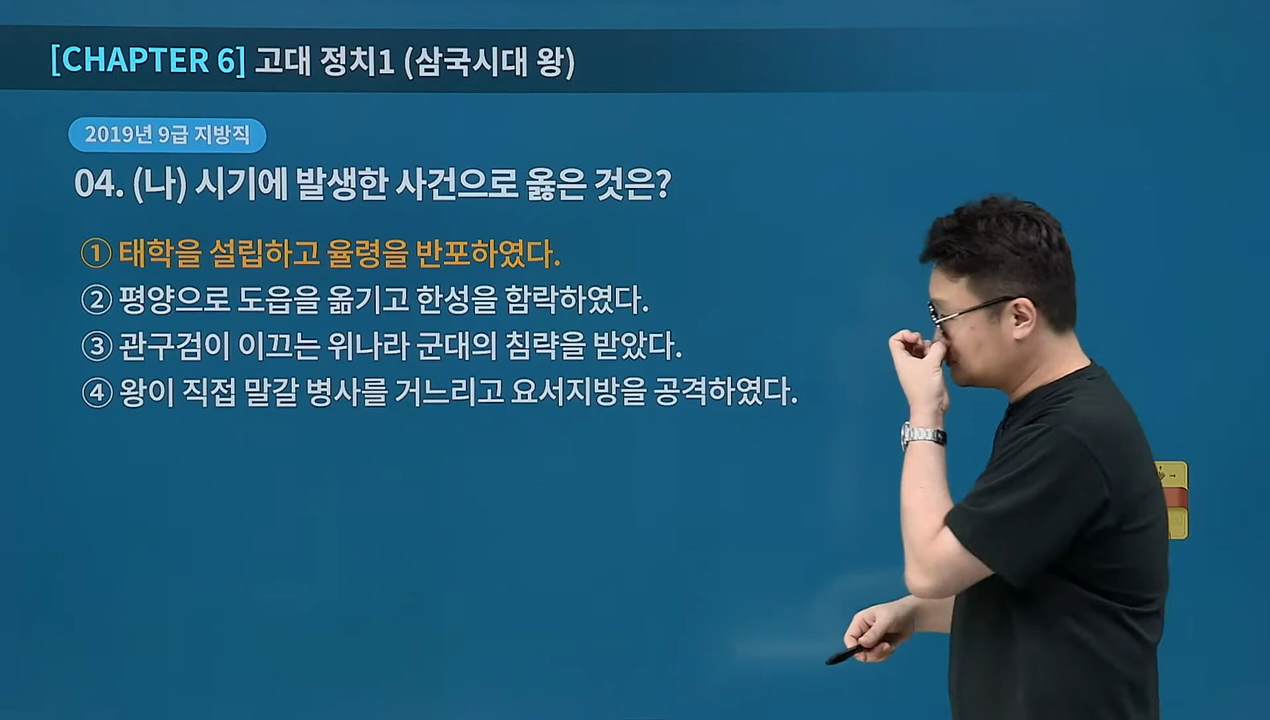 [CHAPTER 6] 고대 정치1 (삼국시대 왕)
2019년 9급 지방직
04. (나) 시기에 발생한 사건으로 옳은 것은?
① 태학을 설립하고 율령을 반포하였다.
② 평양으로 도읍을 옮기고 한성을 함락하였다.
③ 관구검이 이끄는 위나라 군대의 침략을 받았다.
④ 왕이 직접 말갈 병사를 거느리고 요서지방을 공격하였다.